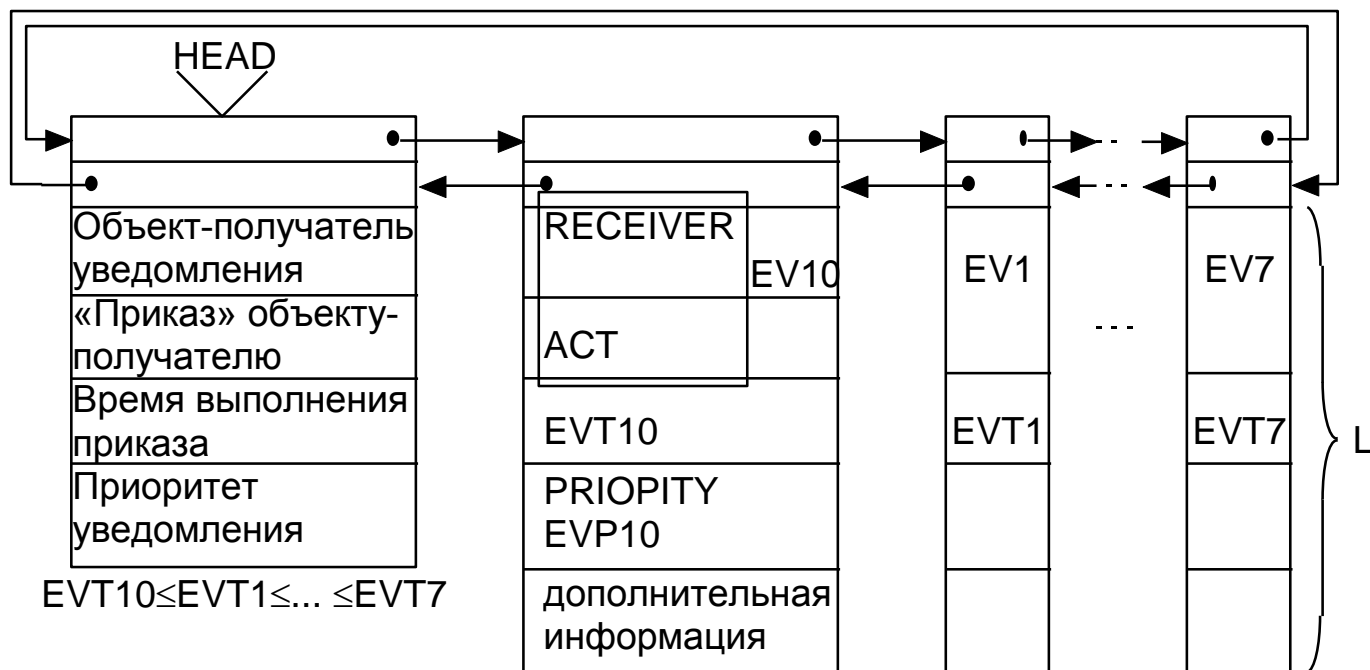 HEAD
Объект-получатель
уведомления
«Приказ» объекту-
получателю
Время выполнения
приказа
Приоритет
уведомления
EVT10≤EVT1≤... ≤EVT7
RECEIVER
EV10
ACT
EVT10
PRIOPITY
EVP10
дополнительная
информация
EV1
EVT1
...
EV7
EVT7
L